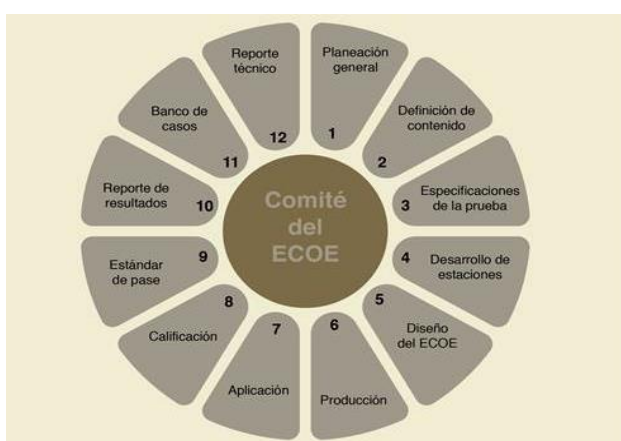 Planeación
general
1
Definición de
contenido
2
Especificaciones
de la prueba
3
Desarrollo de
estaciones
4
Diseño
del ECOE
5
Producción
6
Aplicación
7
Calificación
8
Estándar
de pase
9
Reporte de
resultados
10
Banco de
casos
11
Reporte
técnico
12
Comité
del
ECOE